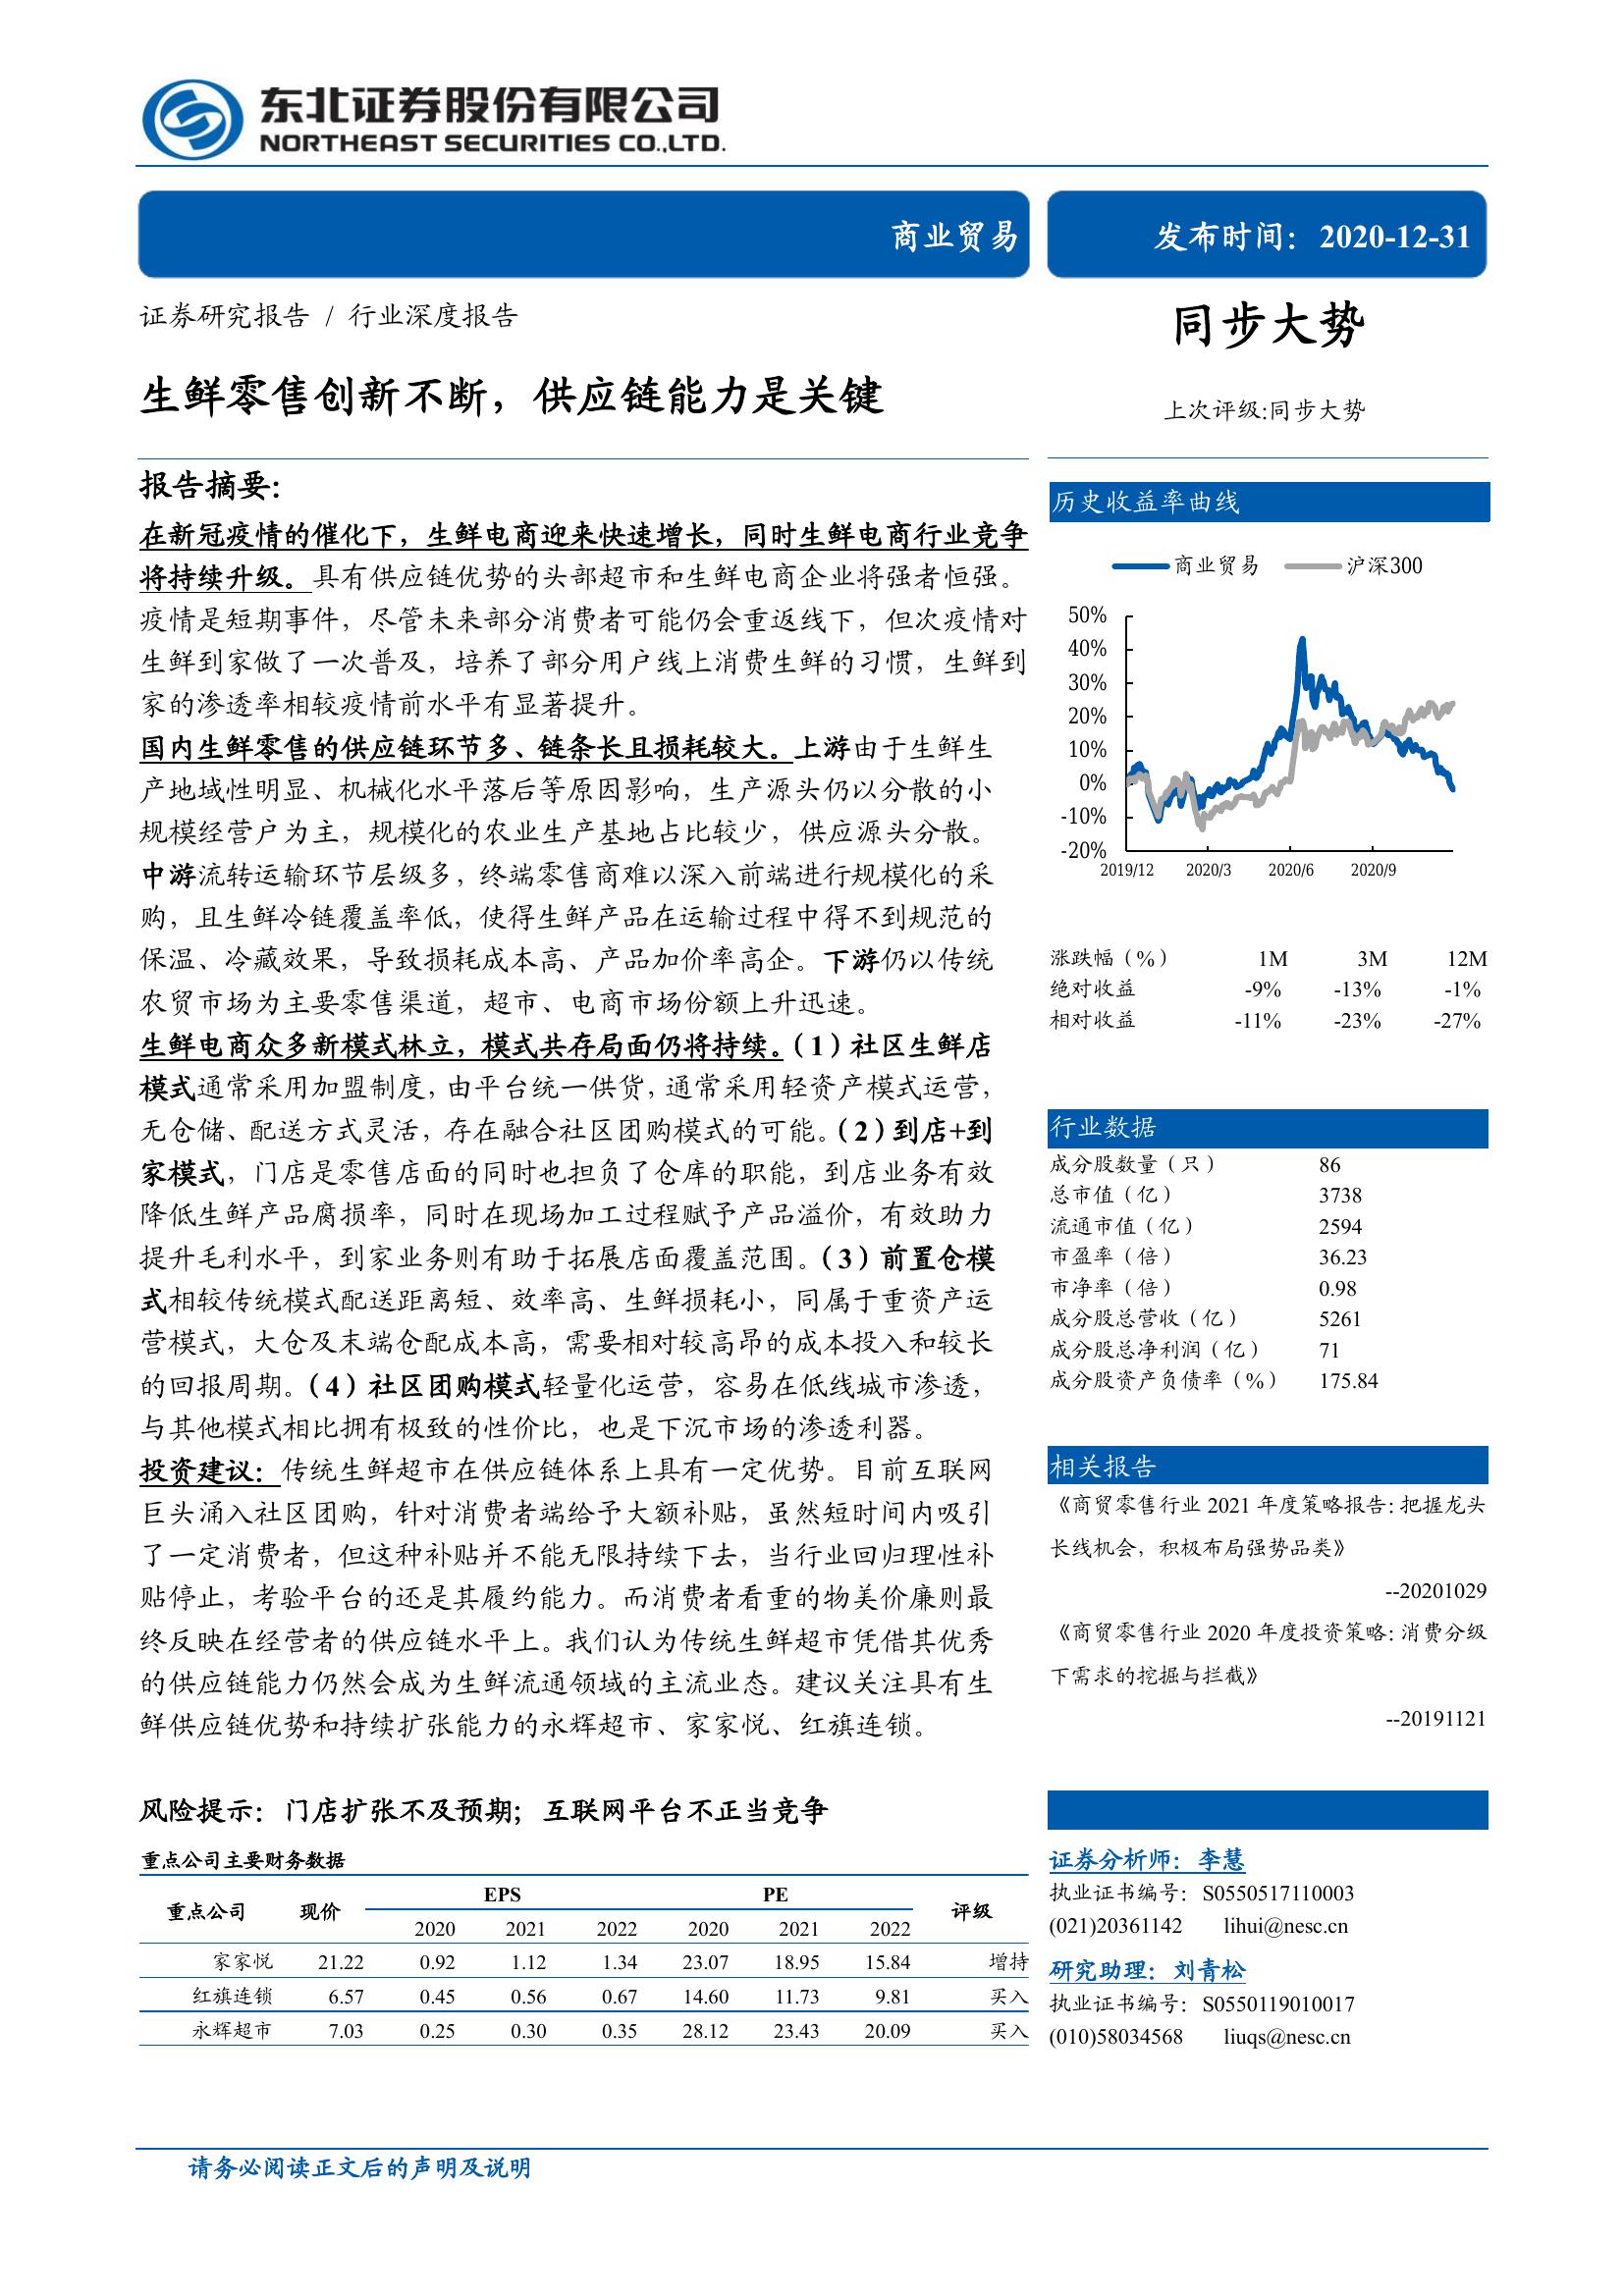 东北证券股份有限公司
NORTHEAST SECURITIES CO.,LTD.
商业贸易
发布时间：2020-12-31
证券研究报告 / 行业深度报告
生鲜零售创新不断，供应链能力是关键
报告摘要：
在新冠疫情的催化下，生鲜电商迎来快速增长，同时生鲜电商行业竞争
将持续升级。具有供应链优势的头部超市和生鲜电商企业将强者恒强。
疫情是短期事件，尽管未来部分消费者可能仍会重返线下，但次疫情对
生鲜到家做了一次普及，培养了部分用户线上消费生鲜的习惯，生鲜到
家的渗透率相较疫情前水平有显著提升。
国内生鲜零售的供应链环节多、链条长且损耗较大。上游由于生鲜生
产地域性明显、机械化水平落后等原因影响，生产源头仍以分散的小
规模经营户为主，规模化的农业生产基地占比较少，供应源头分散。
中游流转运输环节层级多，终端零售商难以深入前端进行规模化的采
购，且生鲜冷链覆盖率低，使得生鲜产品在运输过程中得不到规范的
保温、冷藏效果，导致损耗成本高、产品加价率高企。下游仍以传统
农贸市场为主要零售渠道，超市、电商市场份额上升迅速。
生鲜电商众多新模式林立，模式共存局面仍将持续。（1）社区生鲜店
模式通常采用加盟制度，由平台统一供货，通常采用轻资产模式运营，
无仓储、配送方式灵活，存在融合社区团购模式的可能。（2）到店+到
家模式，门店是零售店面的同时也担负了仓库的职能，到店业务有效
降低生鲜产品腐损率，同时在现场加工过程赋予产品溢价，有效助力
提升毛利水平，到家业务则有助于拓展店面覆盖范围。（3）前置仓模
式相较传统模式配送距离短、效率高、生鲜损耗小，同属于重资产运
营模式，大仓及末端仓配成本高，需要相对较高昂的成本投入和较长
的回报周期。（4）社区团购模式轻量化运营，容易在低线城市渗透，
与其他模式相比拥有极致的性价比，也是下沉市场的渗透利器。
投资建议：传统生鲜超市在供应链体系上具有一定优势。目前互联网
巨头涌入社区团购，针对消费者端给予大额补贴，虽然短时间内吸引
了一定消费者，但这种补贴并不能无限持续下去，当行业回归理性补
贴停止，考验平台的还是其履约能力。而消费者看重的物美价廉则最
终反映在经营者的供应链水平上。我们认为传统生鲜超市凭借其优秀
的供应链能力仍然会成为生鲜流通领域的主流业态。建议关注具有生
鲜供应链优势和持续扩张能力的永辉超市、家家悦、红旗连锁。
风险提示：门店扩张不及预期；互联网平台不正当竞争
重点公司主要财务数据
重点公司 现价 EPS PE 评级
2020 2021 2022 2020 2021 2022
家家悦 21.22 0.92 1.12 1.34 23.07 18.95 15.84 增持
红旗连锁 6.57 0.45 0.56 0.67 14.60 11.73 9.81 买入
永辉超市 7.03 0.25 0.30 0.35 28.12 23.43 20.09 买入
同步大势
上次评级:同步大势
历史收益率曲线
商业贸易 沪深300
50%
40%
30%
20%
10%
0%
-10%
-20%
2019/12 2020/3 2020/6 2020/9
涨跌幅（%） 1M 3M 12M
绝对收益 -9% -13% -1%
相对收益 -11% -23% -27%
行业数据
成分股数量（只） 86
总市值（亿） 3738
流通市值（亿） 2594
市盈率（倍） 36.23
市净率（倍） 0.98
成分股总营收（亿） 5261
成分股总净利润（亿） 71
成分股资产负债率（%） 175.84
相关报告
《商贸零售行业 2021 年度策略报告：把握龙头
长线机会，积极布局强势品类》
--20201029
《商贸零售行业 2020 年度投资策略：消费分级
下需求的挖掘与拦截》
--20191121
证券分析师：李慧
执业证书编号：S0550517110003
(021)20361142 lihui@nesc.cn
研究助理：刘青松
执业证书编号：S0550119010017
(010)58034568 liuqs@nesc.cn
请务必阅读正文后的声明及说明